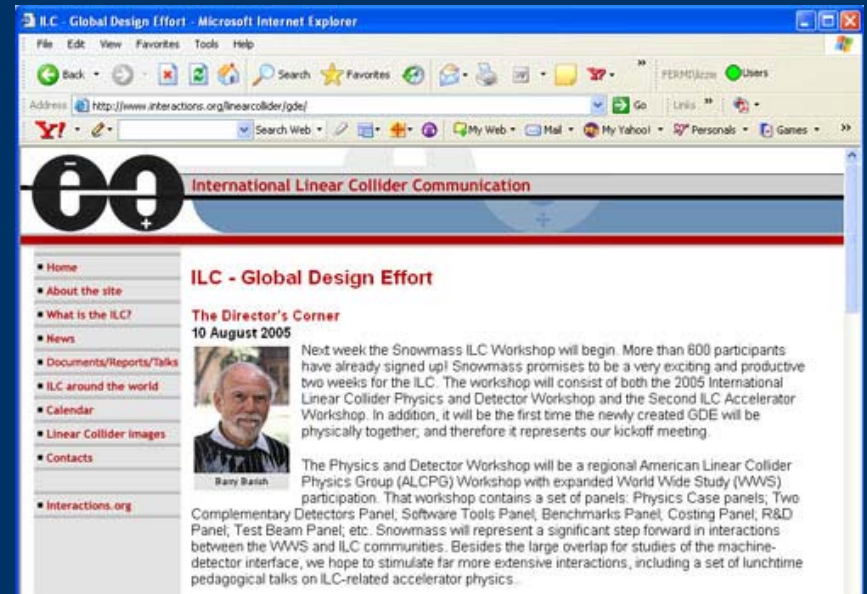 ILC - Global Design Effort - Microsoft Internet Explorer
File Edit View Favorites Tools Help
Back Search Favorites
Users
Address http://www.interactions.org/linearcollider/gde/ Go Links
Y! Search Web My Web Mail My Yahoo! Personals Games
International Linear Collider Communication
Home
About the site
What is the ILC?
News
Documents/Reports/Talks
ILC around the world
Calendar
Linear Collider Images
Contacts
Interactions.org
ILC - Global Design Effort
The Director's Corner
10 August 2005
Next week the Snowmass ILC Workshop will begin. More than 600 participants
have already signed up! Snowmass promises to be a very exciting and productive
two weeks for the ILC. The workshop will consist of both the 2005 International
Linear Collider Physics and Detector Workshop and the Second ILC Accelerator
Workshop. In addition, it will be the first time the newly created GDE will be
physically together, and therefore it represents our kickoff meeting.
Barry Barish
The Physics and Detector Workshop will be a regional American Linear Collider
Physics Group (ALCPG) Workshop with expanded World Wide Study (WWS)
participation. That workshop contains a set of panels: Physics Case panels; Two
Complementary Detectors Panel; Software Tools Panel; Benchmarks Panel; Costing Panel; R&D
Panel; Test Beam Panel; etc. Snowmass will represent a significant step forward in interactions
between the WWS and ILC communities. Besides the large overlap for studies of the machine-
detector interface, we hope to stimulate far more extensive interactions, including a set of lunchtime
pedagogical talks on ILC-related accelerator physics.